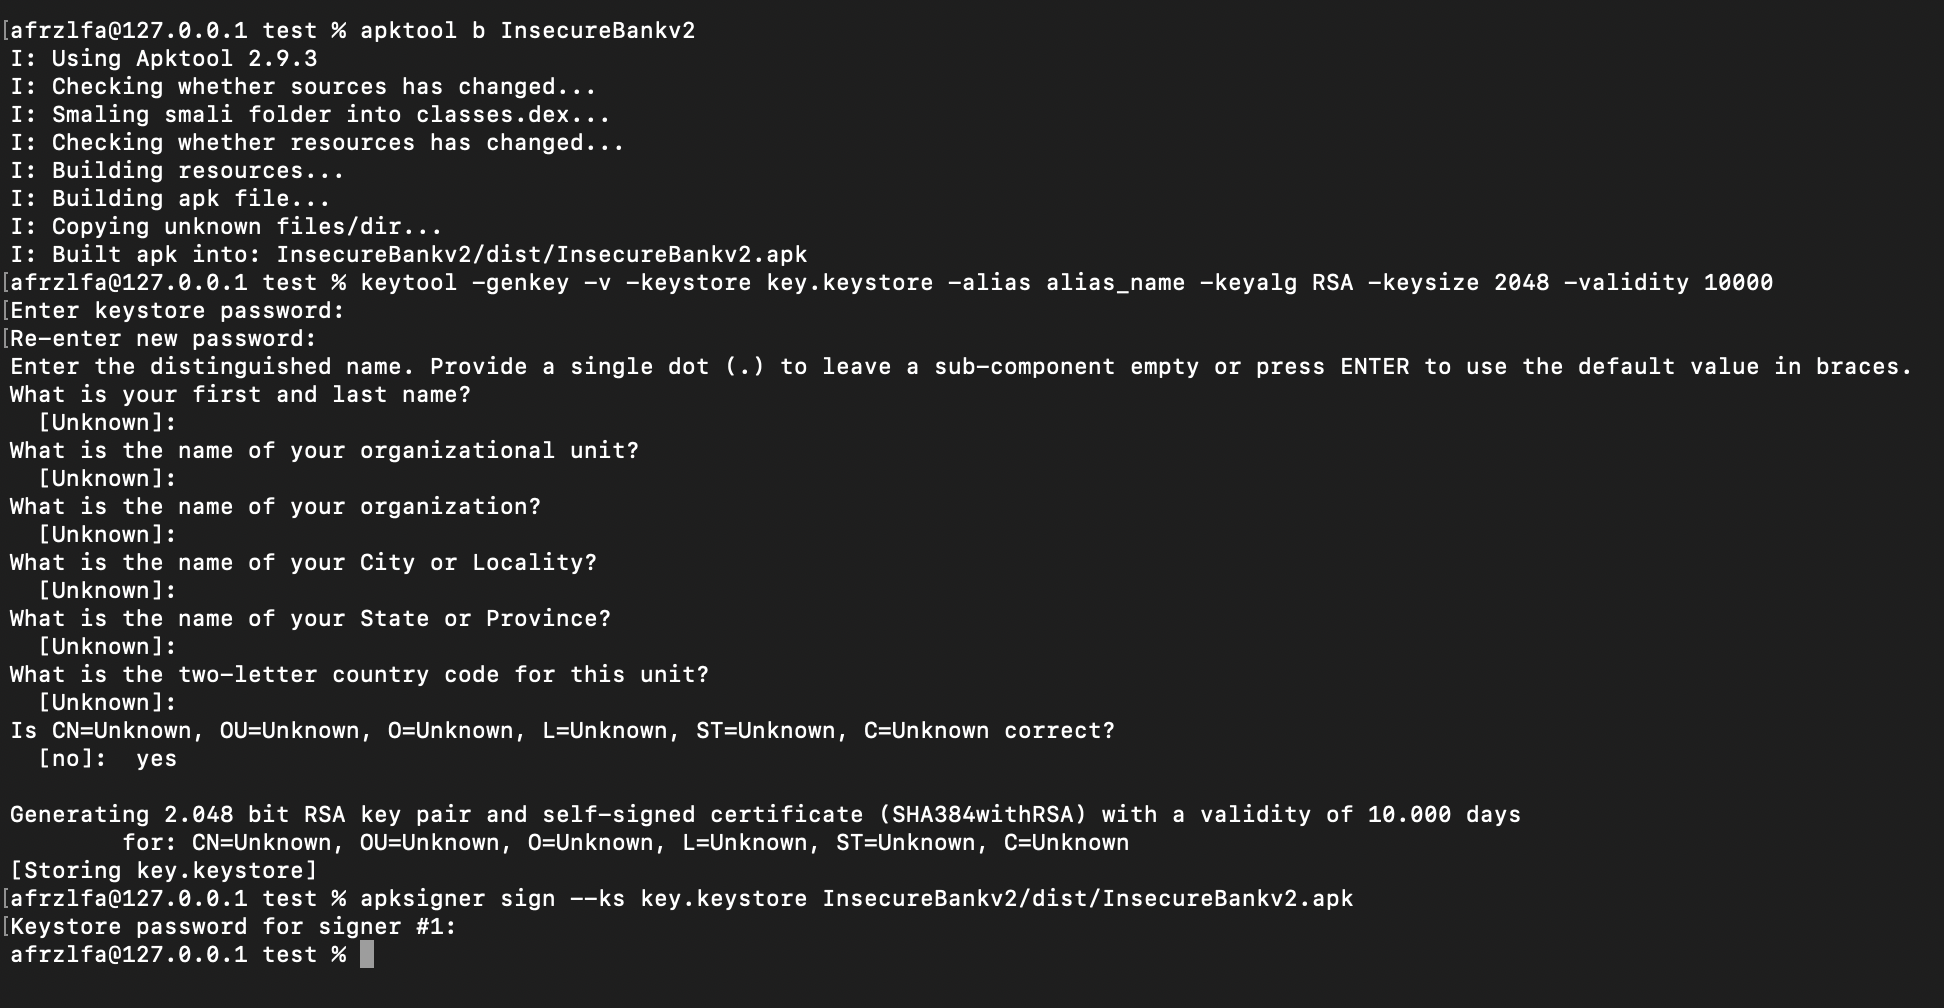 [afrzlfa@127.0.0.1 test % apktool b InsecureBankv2
I: Using Apktool 2.9.3
I: Checking whether sources has changed...
I: Smaling smali folder into classes.dex...
I: Checking whether resources has changed...
I: Building resources...
I: Building apk file...
I: Copying unknown files/dir...
I: Built apk into: InsecureBankv2/dist/InsecureBankv2.apk
[afrzlfa@127.0.0.1 test % keytool -genkey -v -keystore key.keystore -alias alias_name -keyalg RSA -keysize 2048 -validity 10000
[Enter keystore password:
[Re-enter new password:
Enter the distinguished name. Provide a single dot (.) to leave a sub-component empty or press ENTER to use the default value in braces.
What is your first and last name?
  [Unknown]:
What is the name of your organizational unit?
  [Unknown]:
What is the name of your organization?
  [Unknown]:
What is the name of your City or Locality?
  [Unknown]:
What is the name of your State or Province?
  [Unknown]:
What is the two-letter country code for this unit?
  [Unknown]:
Is CN=Unknown, OU=Unknown, O=Unknown, L=Unknown, ST=Unknown, C=Unknown correct?
  [no]:  yes

Generating 2.048 bit RSA key pair and self-signed certificate (SHA384withRSA) with a validity of 10.000 days
        for: CN=Unknown, OU=Unknown, O=Unknown, L=Unknown, ST=Unknown, C=Unknown
[Storing key.keystore]
[afrzlfa@127.0.0.1 test % apksigner sign --ks key.keystore InsecureBankv2/dist/InsecureBankv2.apk
[Keystore password for signer #1:
afrzlfa@127.0.0.1 test %